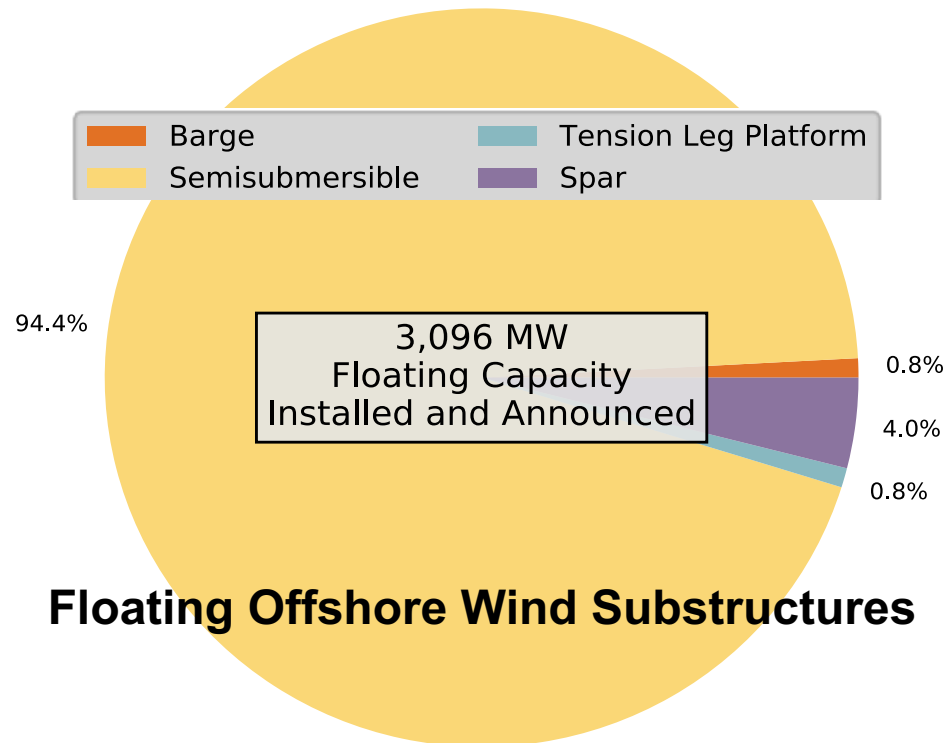 Barge
Tension Leg Platform
Semisubmersible
Spar
94.4%
3,096 MW
Floating Capacity
Installed and Announced
0.8%
4.0%
0.8%
Floating Offshore Wind Substructures